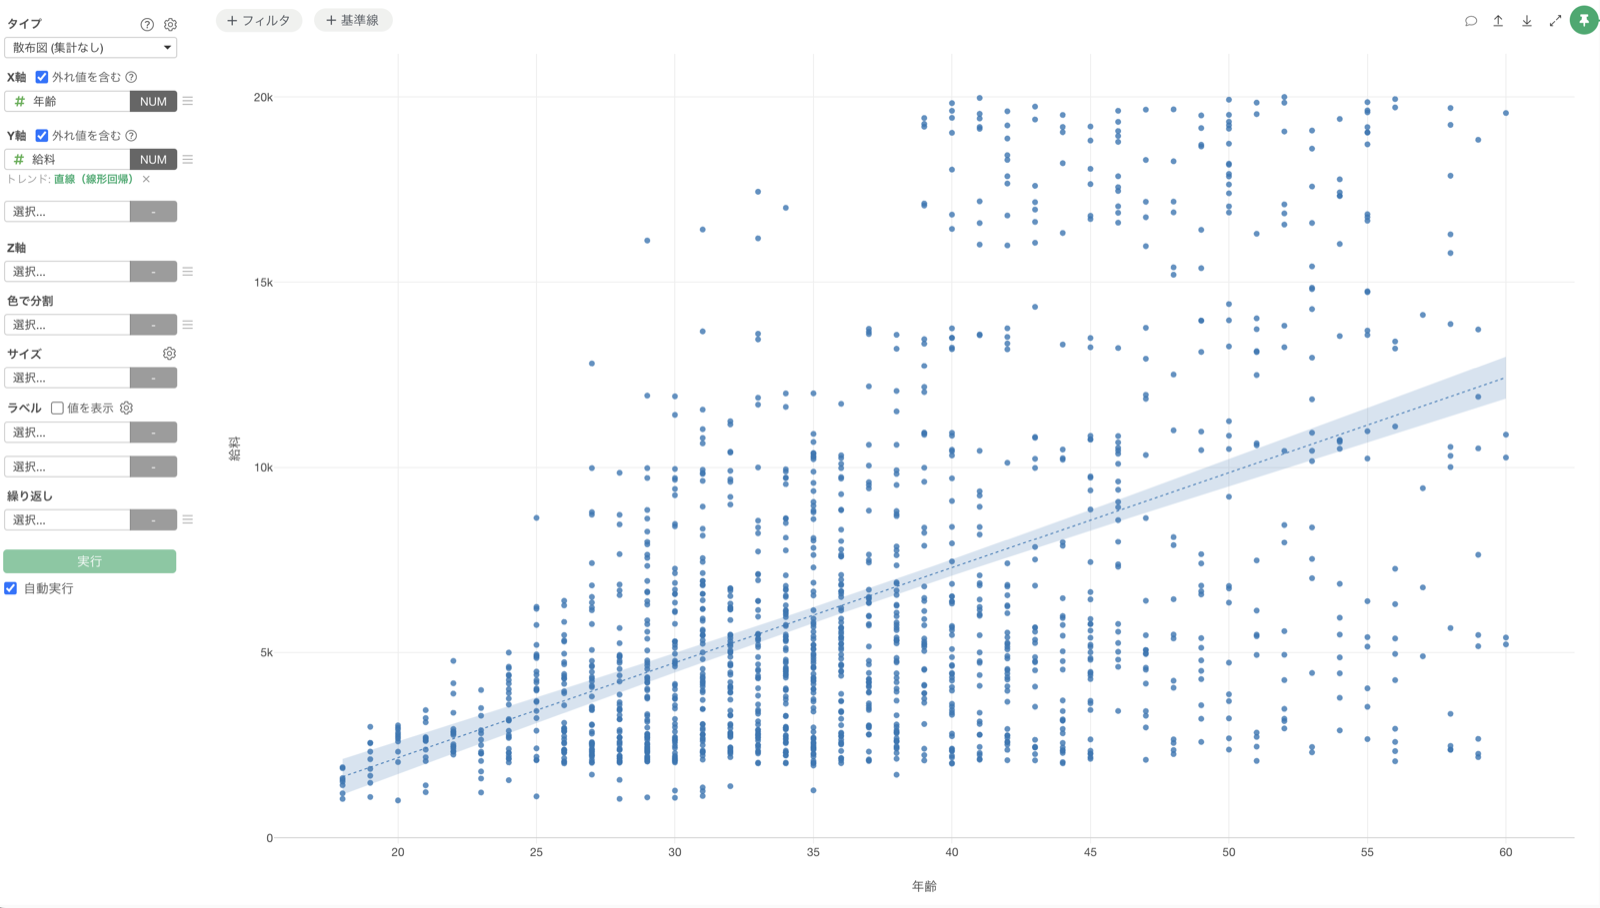 タイプ
散布図 (集計なし)
X軸 外れ値を含む
# 年齢 NUM
Y軸 外れ値を含む
# 給料 NUM
トレンド: 直線（線形回帰） ×
選択... -
Z軸
選択... -
色で分割
選択... -
サイズ
選択... -
ラベル 値を表示
選択... -
選択... -
繰り返し
選択... -
実行
自動実行
+ フィルタ + 基準線
20k
15k
10k
5k
0
給料
20 25 30 35 40 45 50 55 60
年齢